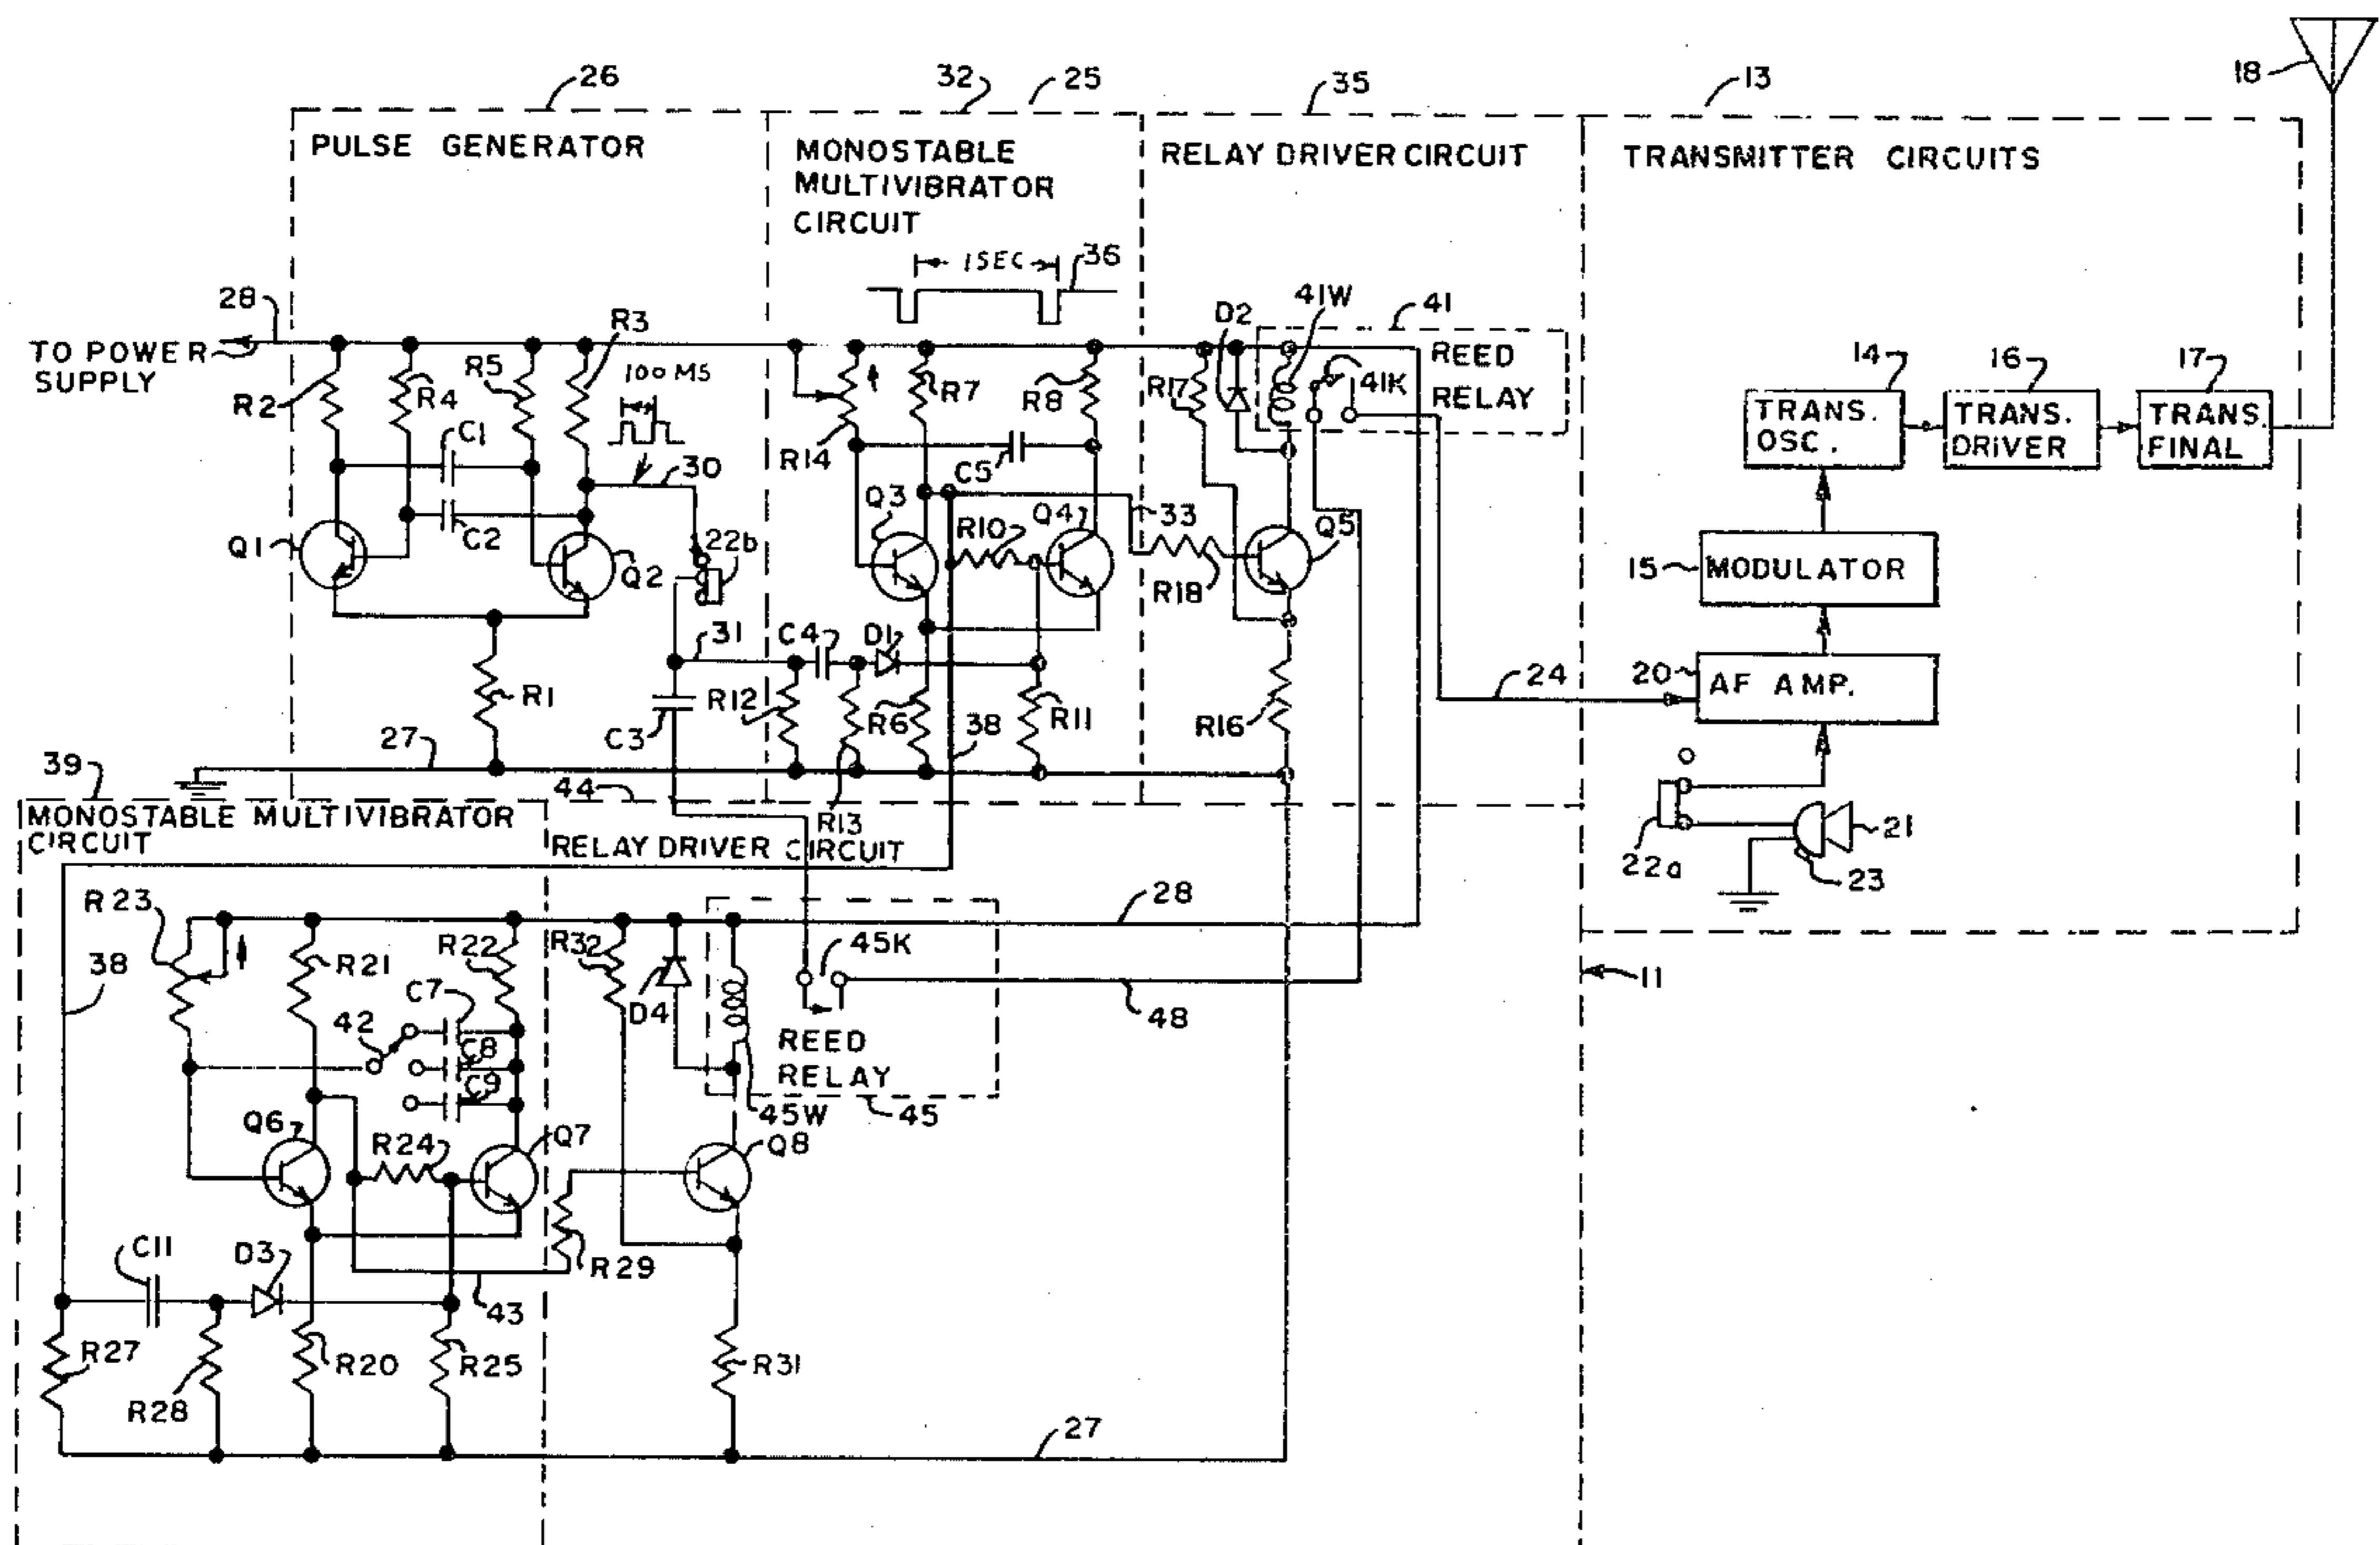 26
32
25
35
13
18
PULSE GENERATOR
MONOSTABLE
MULTIVIBRATOR
CIRCUIT
RELAY DRIVER CIRCUIT
TRANSMITTER CIRCUITS
1SEC
36
28
TO POWER
SUPPLY
R2
R4
R5
R3
100 MS
C1
C2
30
Q1
Q2
22b
R1
31
C3
27
R14
R7
R8
C5
Q3
R10
Q4
33
C4
D1
R12
R13
R6
38
R11
D2
41W
41
REED
RELAY
41K
R17
Q5
R18
R16
24
14
TRANS.
OSC.
16
TRANS.
DRIVER
17
TRANS.
FINAL
15
MODULATOR
20
AF AMP.
22a
21
23
11
39
44
MONOSTABLE MULTIVIBRATOR
CIRCUIT
RELAY DRIVER CIRCUIT
R23
38
R21
R22
42
C7
C8
C9
Q6
R24
Q7
C11
D3
R27
R28
R20
R25
43
R29
R32
D4
45K
REED
RELAY
45W
45
Q8
R31
28
48
27